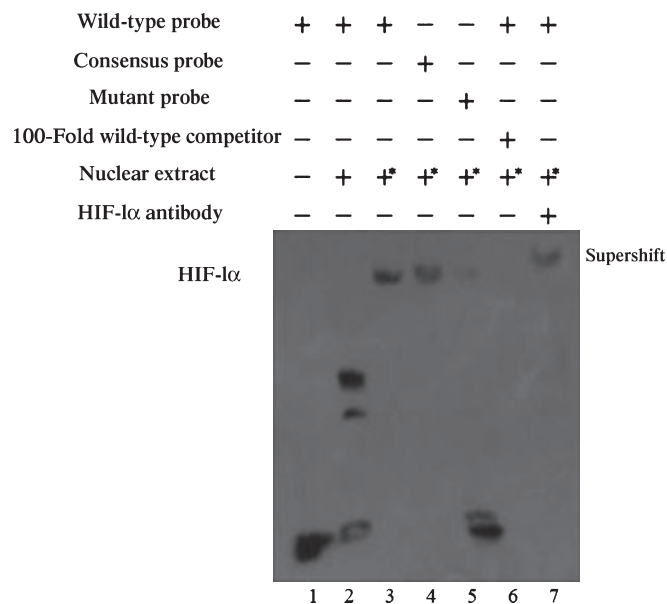 Wild-type probe + + + − − + +
Consensus probe − − − + − − −
Mutant probe − − − − + − −
100-Fold wild-type competitor − − − − − + −
Nuclear extract − + +* +* +* +* +*
HIF-lα antibody − − − − − − +
Supershift
HIF-lα
1 2 3 4 5 6 7